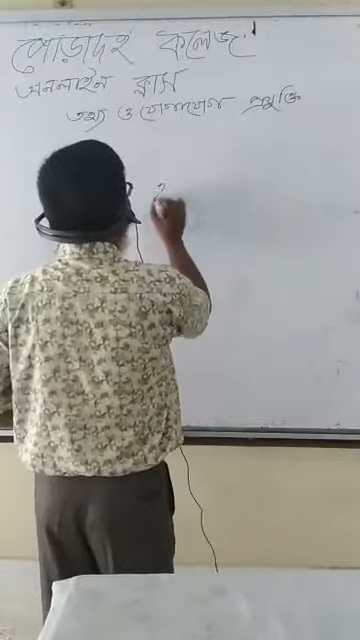 পোড়াদহ কলেজ
অনলাইন ক্লাস
তথ্য ও যোগাযোগ প্রযুক্তি